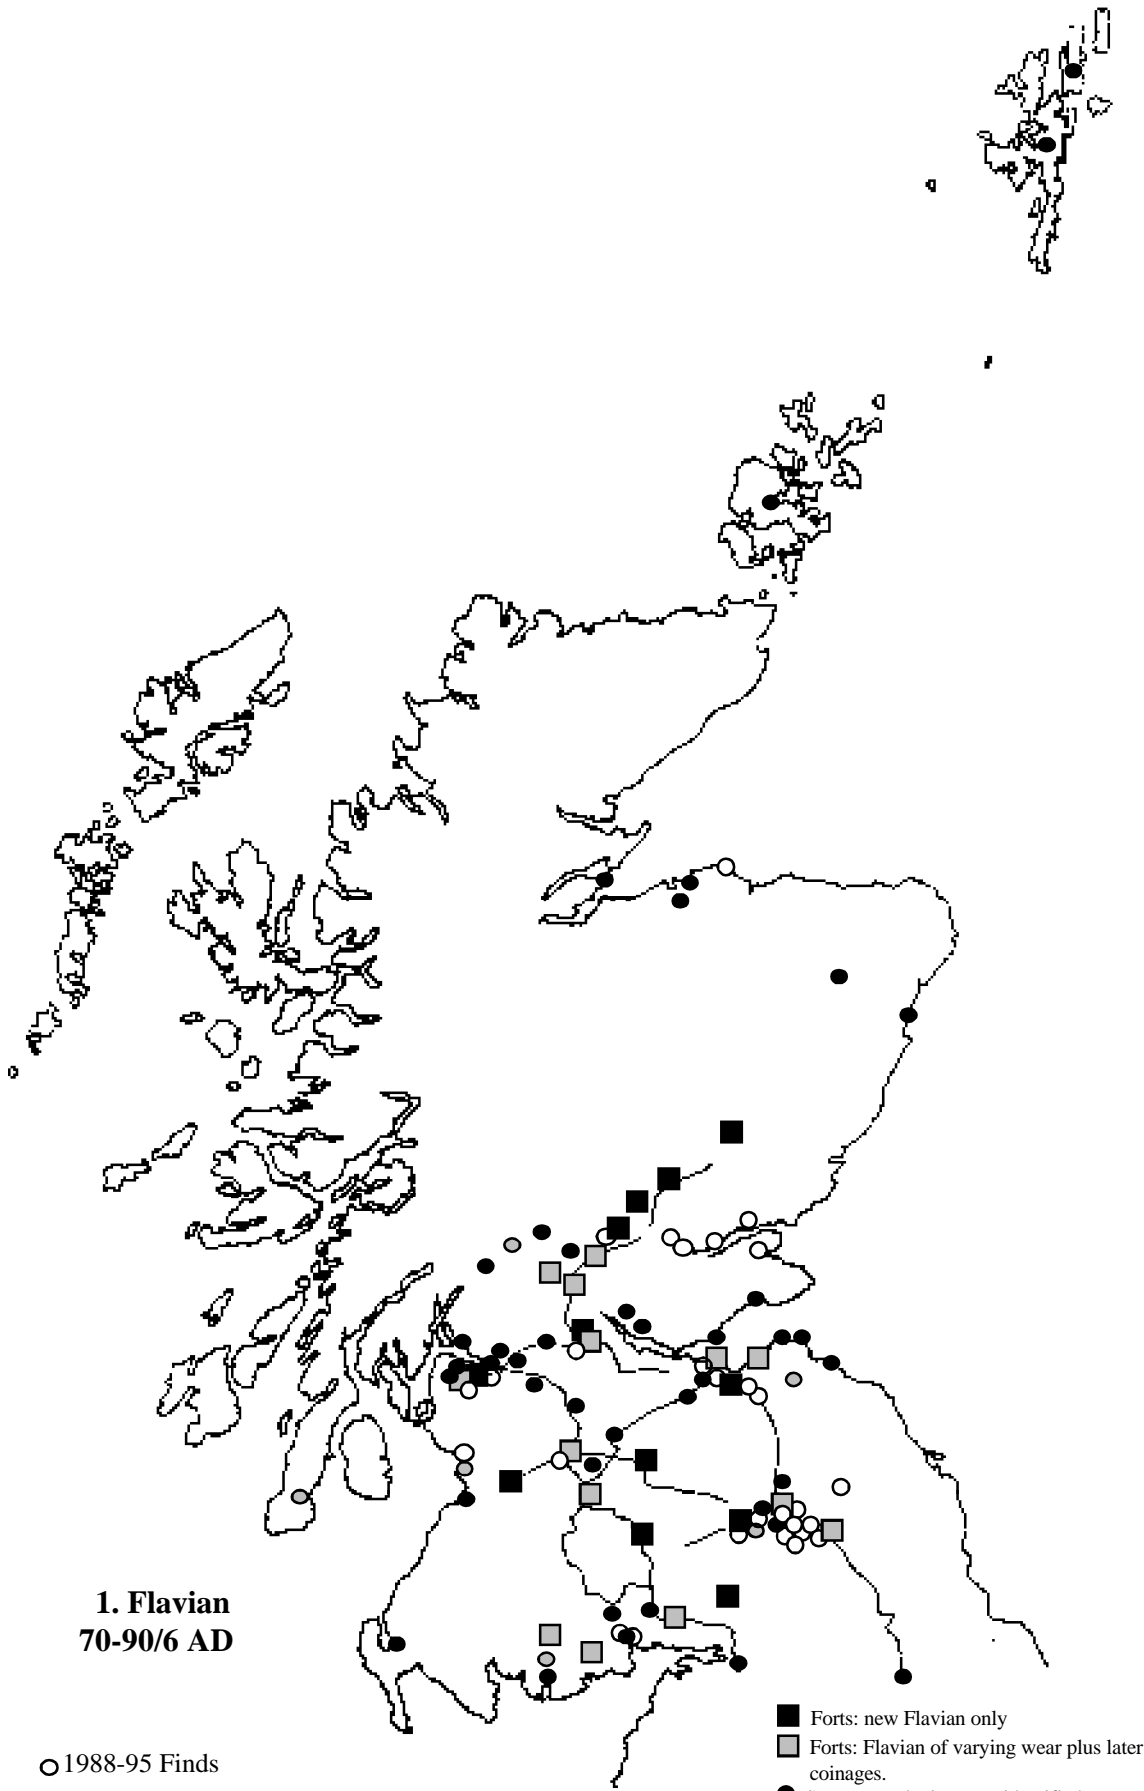 1. Flavian
70-90/6 AD
Forts: new Flavian only
Forts: Flavian of varying wear plus later
coinages.
1988-95 Finds